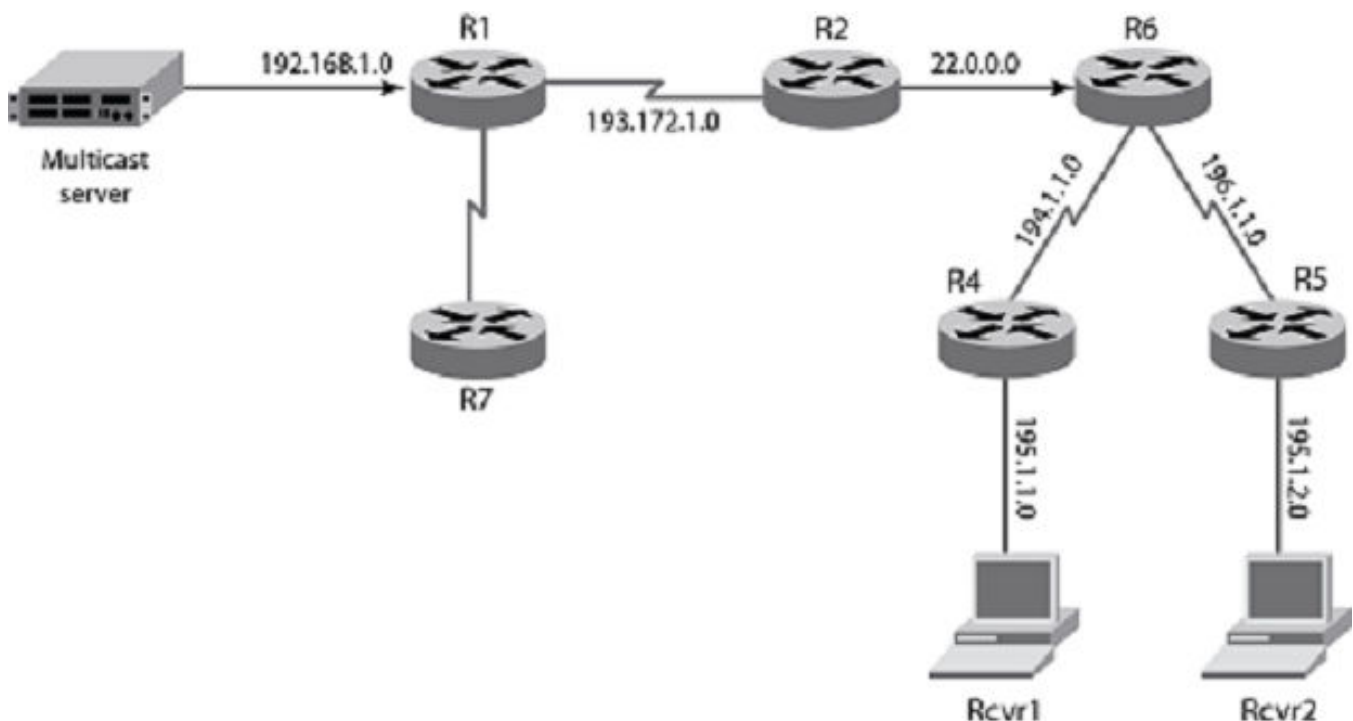 R1
R2
R6
192.168.1.0
22.0.0.0
193.172.1.0
Multicast
server
194.1.1.0
196.1.1.0
R4
R5
R7
195.1.1.0
195.1.2.0
Rcvr1
Rcvr2